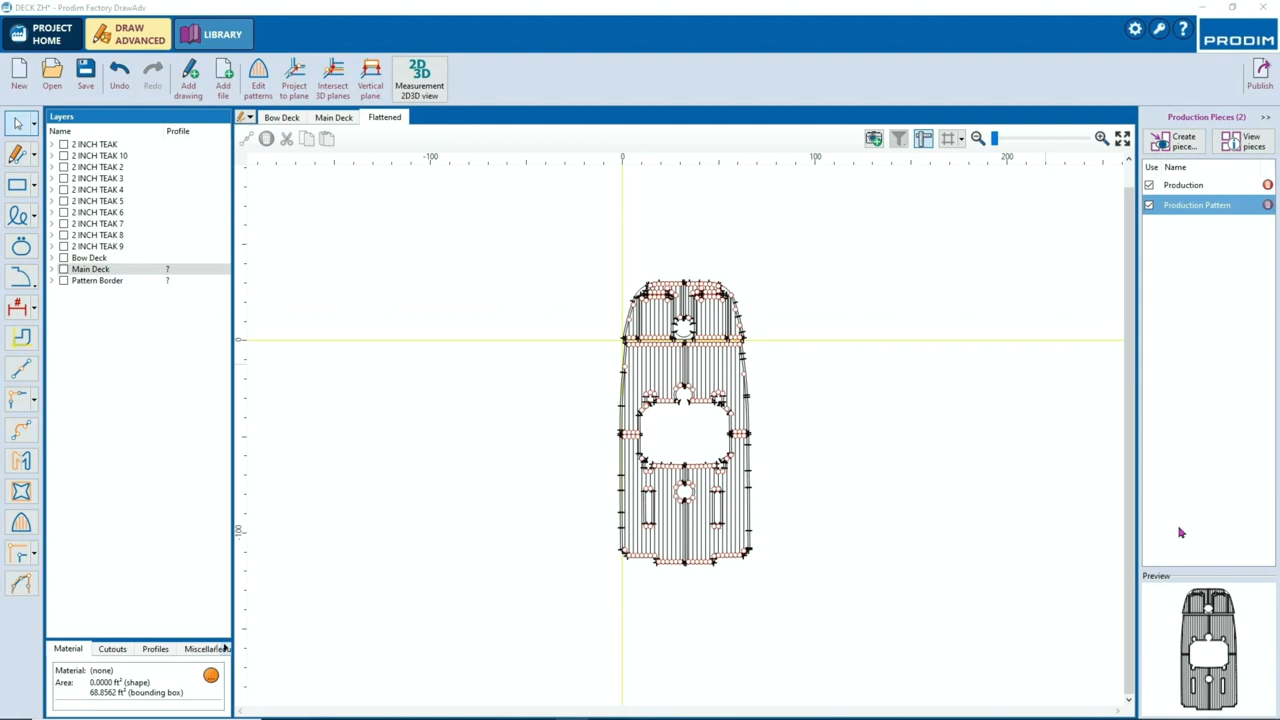 DECK ZH* - Prodim Factory DrawAdv
PROJECT HOME
DRAW ADVANCED
LIBRARY
PRODIM
New
Open
Save
Undo
Redo
Add drawing
Add file
Edit patterns
Project to plane
Intersect 3D planes
Vertical plane
2D 3D
Measurement 2D3D view
Publish
Layers
Name Profile
2 INCH TEAK
2 INCH TEAK 10
2 INCH TEAK 2
2 INCH TEAK 3
2 INCH TEAK 4
2 INCH TEAK 5
2 INCH TEAK 6
2 INCH TEAK 7
2 INCH TEAK 8
2 INCH TEAK 9
Bow Deck
Main Deck ?
Pattern Border ?
Material Cutouts Profiles
Material: (none)
Area: 0.0000 ft² (shape)
68.8562 ft² (bounding box)
Bow Deck Main Deck Flattened
-100 0 100 200
0
-100
Production Pieces (2) >>
Create piece...
View pieces
Use Name
Production
Production Pattern
Preview